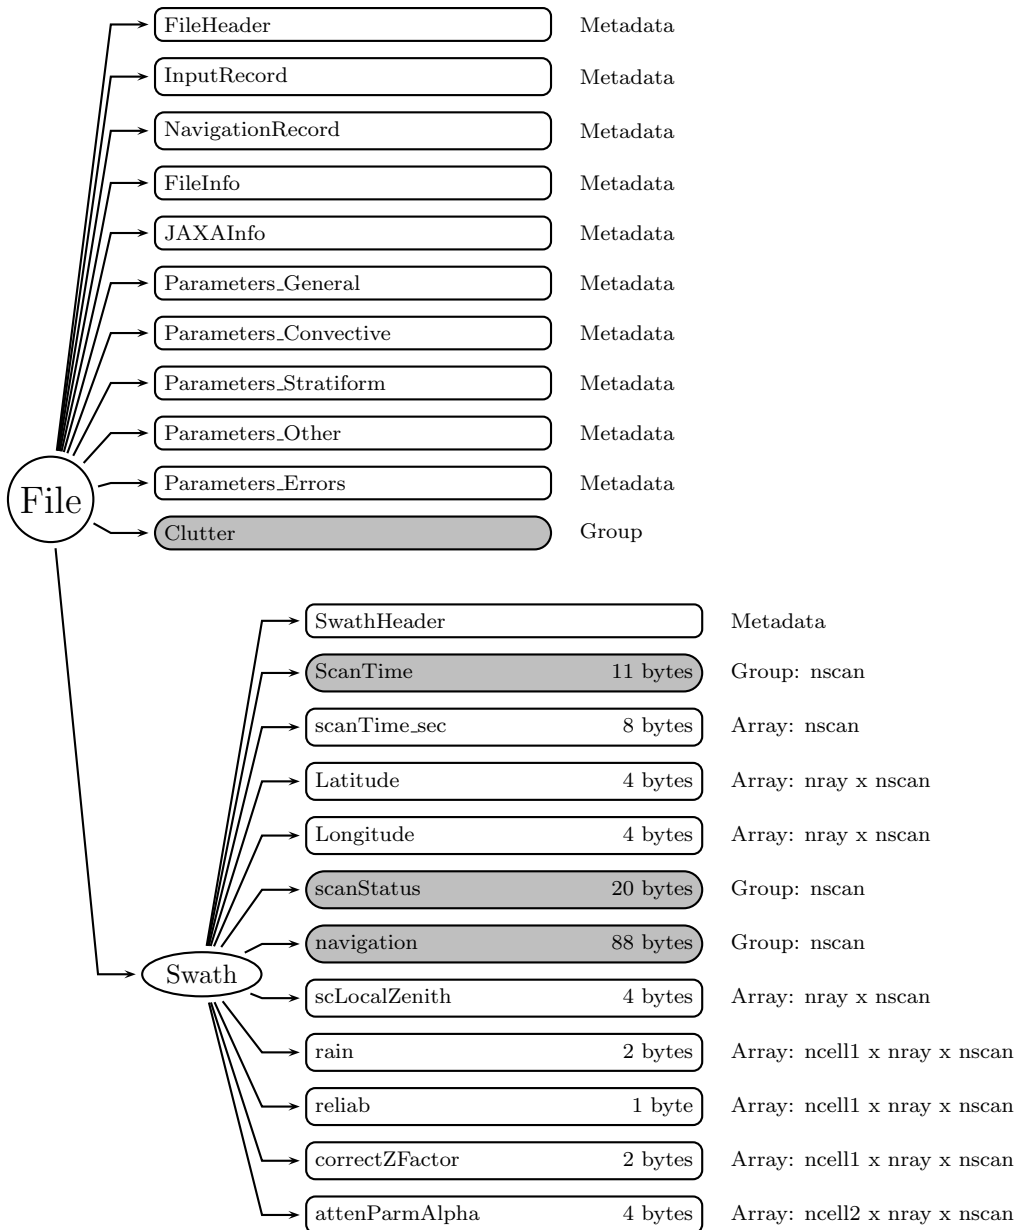 FileHeader Metadata
InputRecord Metadata
NavigationRecord Metadata
FileInfo Metadata
JAXAInfo Metadata
Parameters_General Metadata
Parameters_Convective Metadata
Parameters_Stratiform Metadata
Parameters_Other Metadata
Parameters_Errors Metadata
File
Clutter Group
SwathHeader Metadata
ScanTime 11 bytes Group: nscan
scanTime_sec 8 bytes Array: nscan
Latitude 4 bytes Array: nray x nscan
Longitude 4 bytes Array: nray x nscan
scanStatus 20 bytes Group: nscan
navigation 88 bytes Group: nscan
Swath
scLocalZenith 4 bytes Array: nray x nscan
rain 2 bytes Array: ncell1 x nray x nscan
reliab 1 byte Array: ncell1 x nray x nscan
correctZFactor 2 bytes Array: ncell1 x nray x nscan
attenParmAlpha 4 bytes Array: ncell2 x nray x nscan